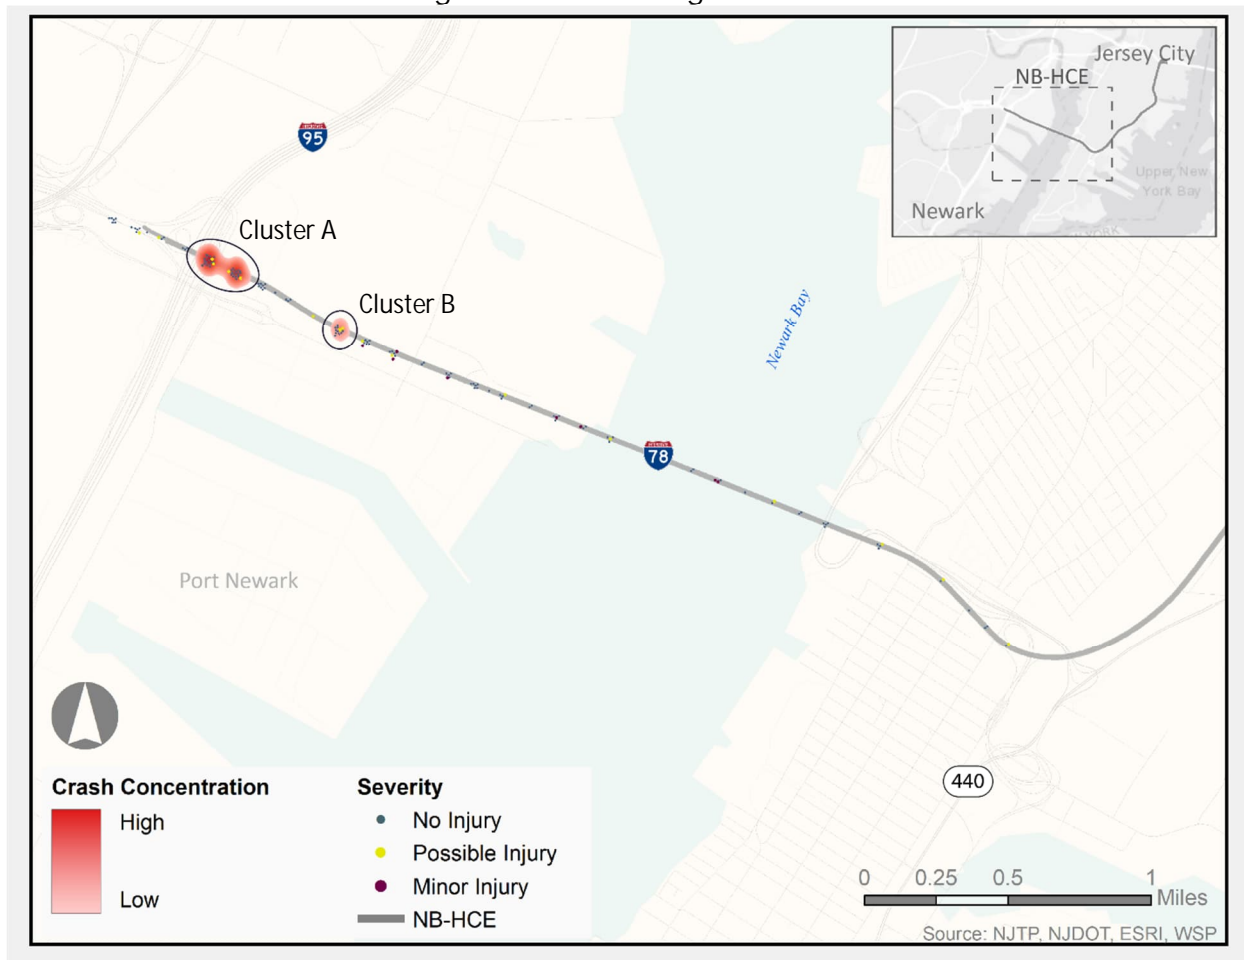 Jersey City
NB-HCE
Upper New
York Bay
Newark
95
Cluster A
Cluster B
Newark Bay
78
Port Newark
440
Crash Concentration
High
Low
Severity
No Injury
Possible Injury
Minor Injury
NB-HCE
0 0.25 0.5 1
Miles
Source: NJTP, NJDOT, ESRI, WSP